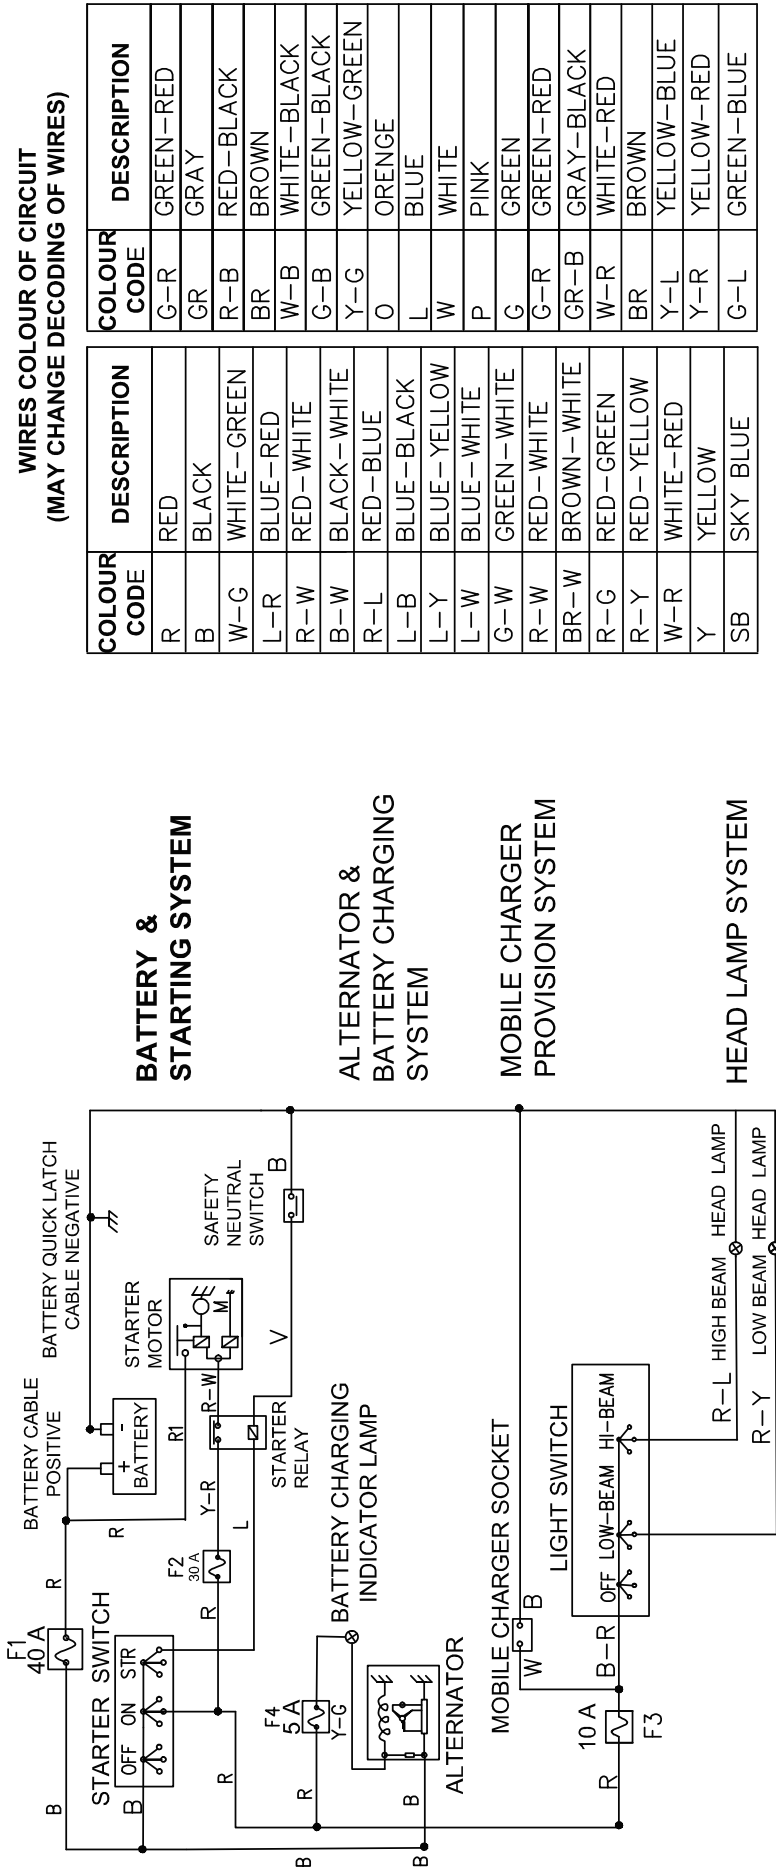 WIRES COLOUR OF CIRCUIT
(MAY CHANGE DECODING OF WIRES)
COLOUR CODE DESCRIPTION
R RED
B BLACK
W-G WHITE-GREEN
L-R BLUE-RED
R-W RED-WHITE
B-W BLACK-WHITE
R-L RED-BLUE
L-B BLUE-BLACK
L-Y BLUE-YELLOW
L-W BLUE-WHITE
G-W GREEN-WHITE
R-W RED-WHITE
BR-W BROWN-WHITE
R-G RED-GREEN
R-Y RED-YELLOW
W-R WHITE-RED
Y YELLOW
SB SKY BLUE
COLOUR CODE DESCRIPTION
G-R GREEN-RED
GR GRAY
R-B RED-BLACK
BR BROWN
W-B WHITE-BLACK
G-B GREEN-BLACK
Y-G YELLOW-GREEN
O ORENGE
L BLUE
W WHITE
P PINK
G GREEN
G-R GREEN-RED
GR-B GRAY-BLACK
W-R WHITE-RED
BR BROWN
Y-L YELLOW-BLUE
Y-R YELLOW-RED
G-L GREEN-BLUE
BATTERY &
STARTING SYSTEM
ALTERNATOR &
BATTERY CHARGING
SYSTEM
MOBILE CHARGER
PROVISION SYSTEM
HEAD LAMP SYSTEM
F1
40 A
B
R
R
BATTERY CABLE
POSITIVE
BATTERY QUICK LATCH
CABLE NEGATIVE
+ -
BATTERY
STARTER SWITCH
OFF ON STR
B
F2
30 A
R
Y-R
R1
R-W
L
STARTER
MOTOR
M
STARTER
RELAY
SAFETY
NEUTRAL
SWITCH
V
B
R
F4
5 A
R
Y-G
BATTERY CHARGING
INDICATOR LAMP
B
B
B
ALTERNATOR
MOBILE CHARGER SOCKET
W
B
LIGHT SWITCH
OFF LOW-BEAM HI-BEAM
10 A
F3
R
B-R
R-L
HIGH BEAM HEAD LAMP
R-Y
LOW BEAM HEAD LAMP